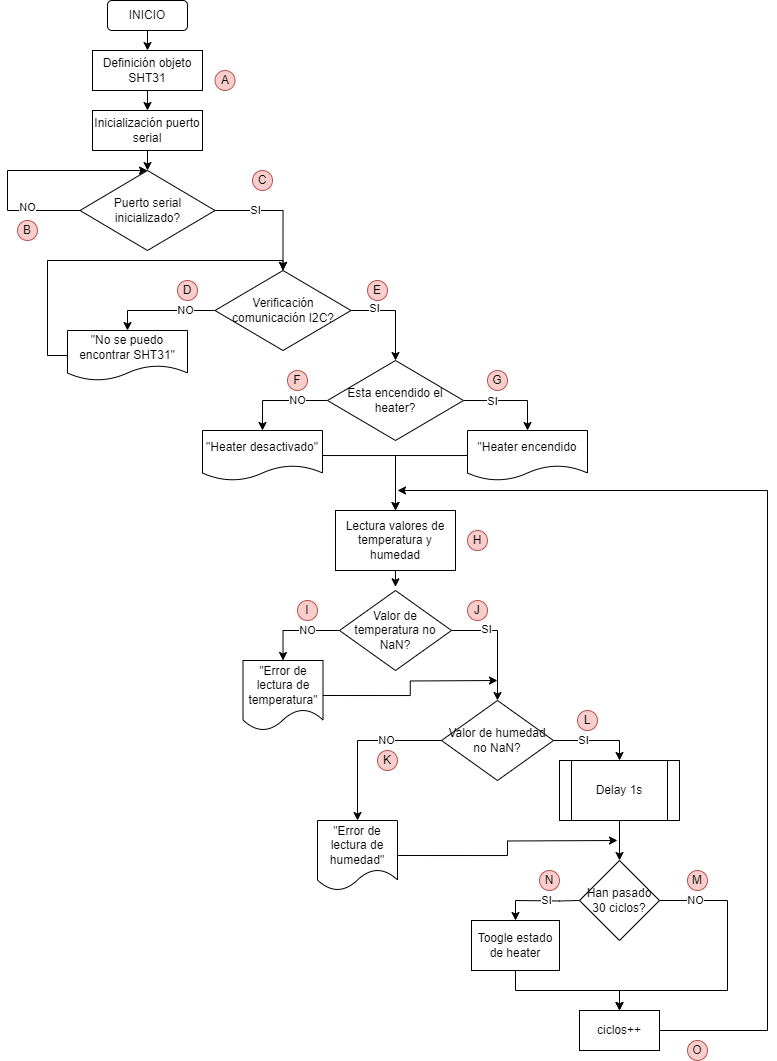 INICIO
Definición objeto
SHT31
A
Inicialización puerto
serial
C
Puerto serial
inicializado?
NO
SI
B
D
E
Verificación
comunicación I2C?
NO
SI
"No se puedo
encontrar SHT31"
F
G
Esta encendido el
heater?
NO
SI
"Heater desactivado"
"Heater encendido
Lectura valores de
temperatura y
humedad
H
I
J
Valor de
temperatura no
NaN?
NO
SI
"Error de
lectura de
temperatura"
L
Valor de humedad
no NaN?
NO
SI
K
Delay 1s
"Error de
lectura de
humedad"
N
M
Han pasado
30 ciclos?
SI
NO
Toogle estado
de heater
ciclos++
O